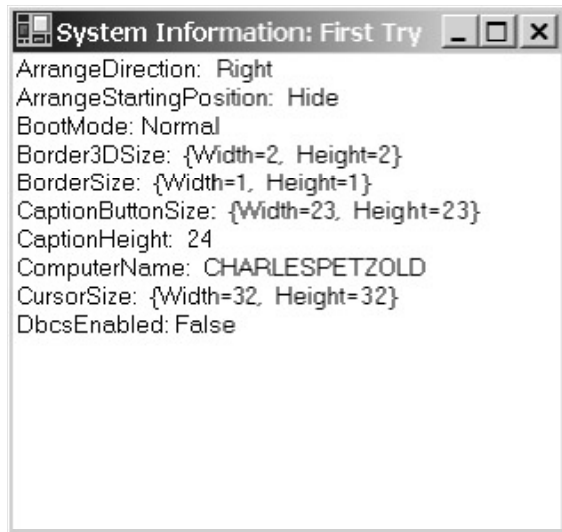 System Information: First Try
ArrangeDirection: Right
ArrangeStartingPosition: Hide
BootMode: Normal
Border3DSize: {Width=2, Height=2}
BorderSize: {Width=1, Height=1}
CaptionButtonSize: {Width=23, Height=23}
CaptionHeight: 24
ComputerName: CHARLESPETZOLD
CursorSize: {Width=32, Height=32}
DbcsEnabled: False